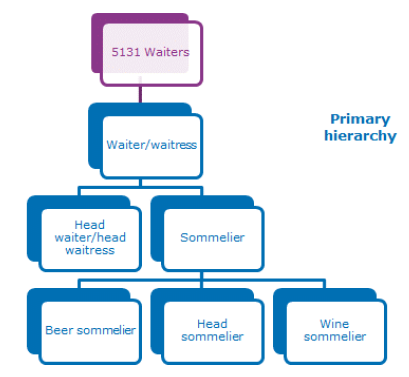 5131 Waiters
Primary
hierarchy
Waiter/waitress
Head
waiter/head
waitress
Sommelier
Beer sommelier
Head
sommelier
Wine
sommelier